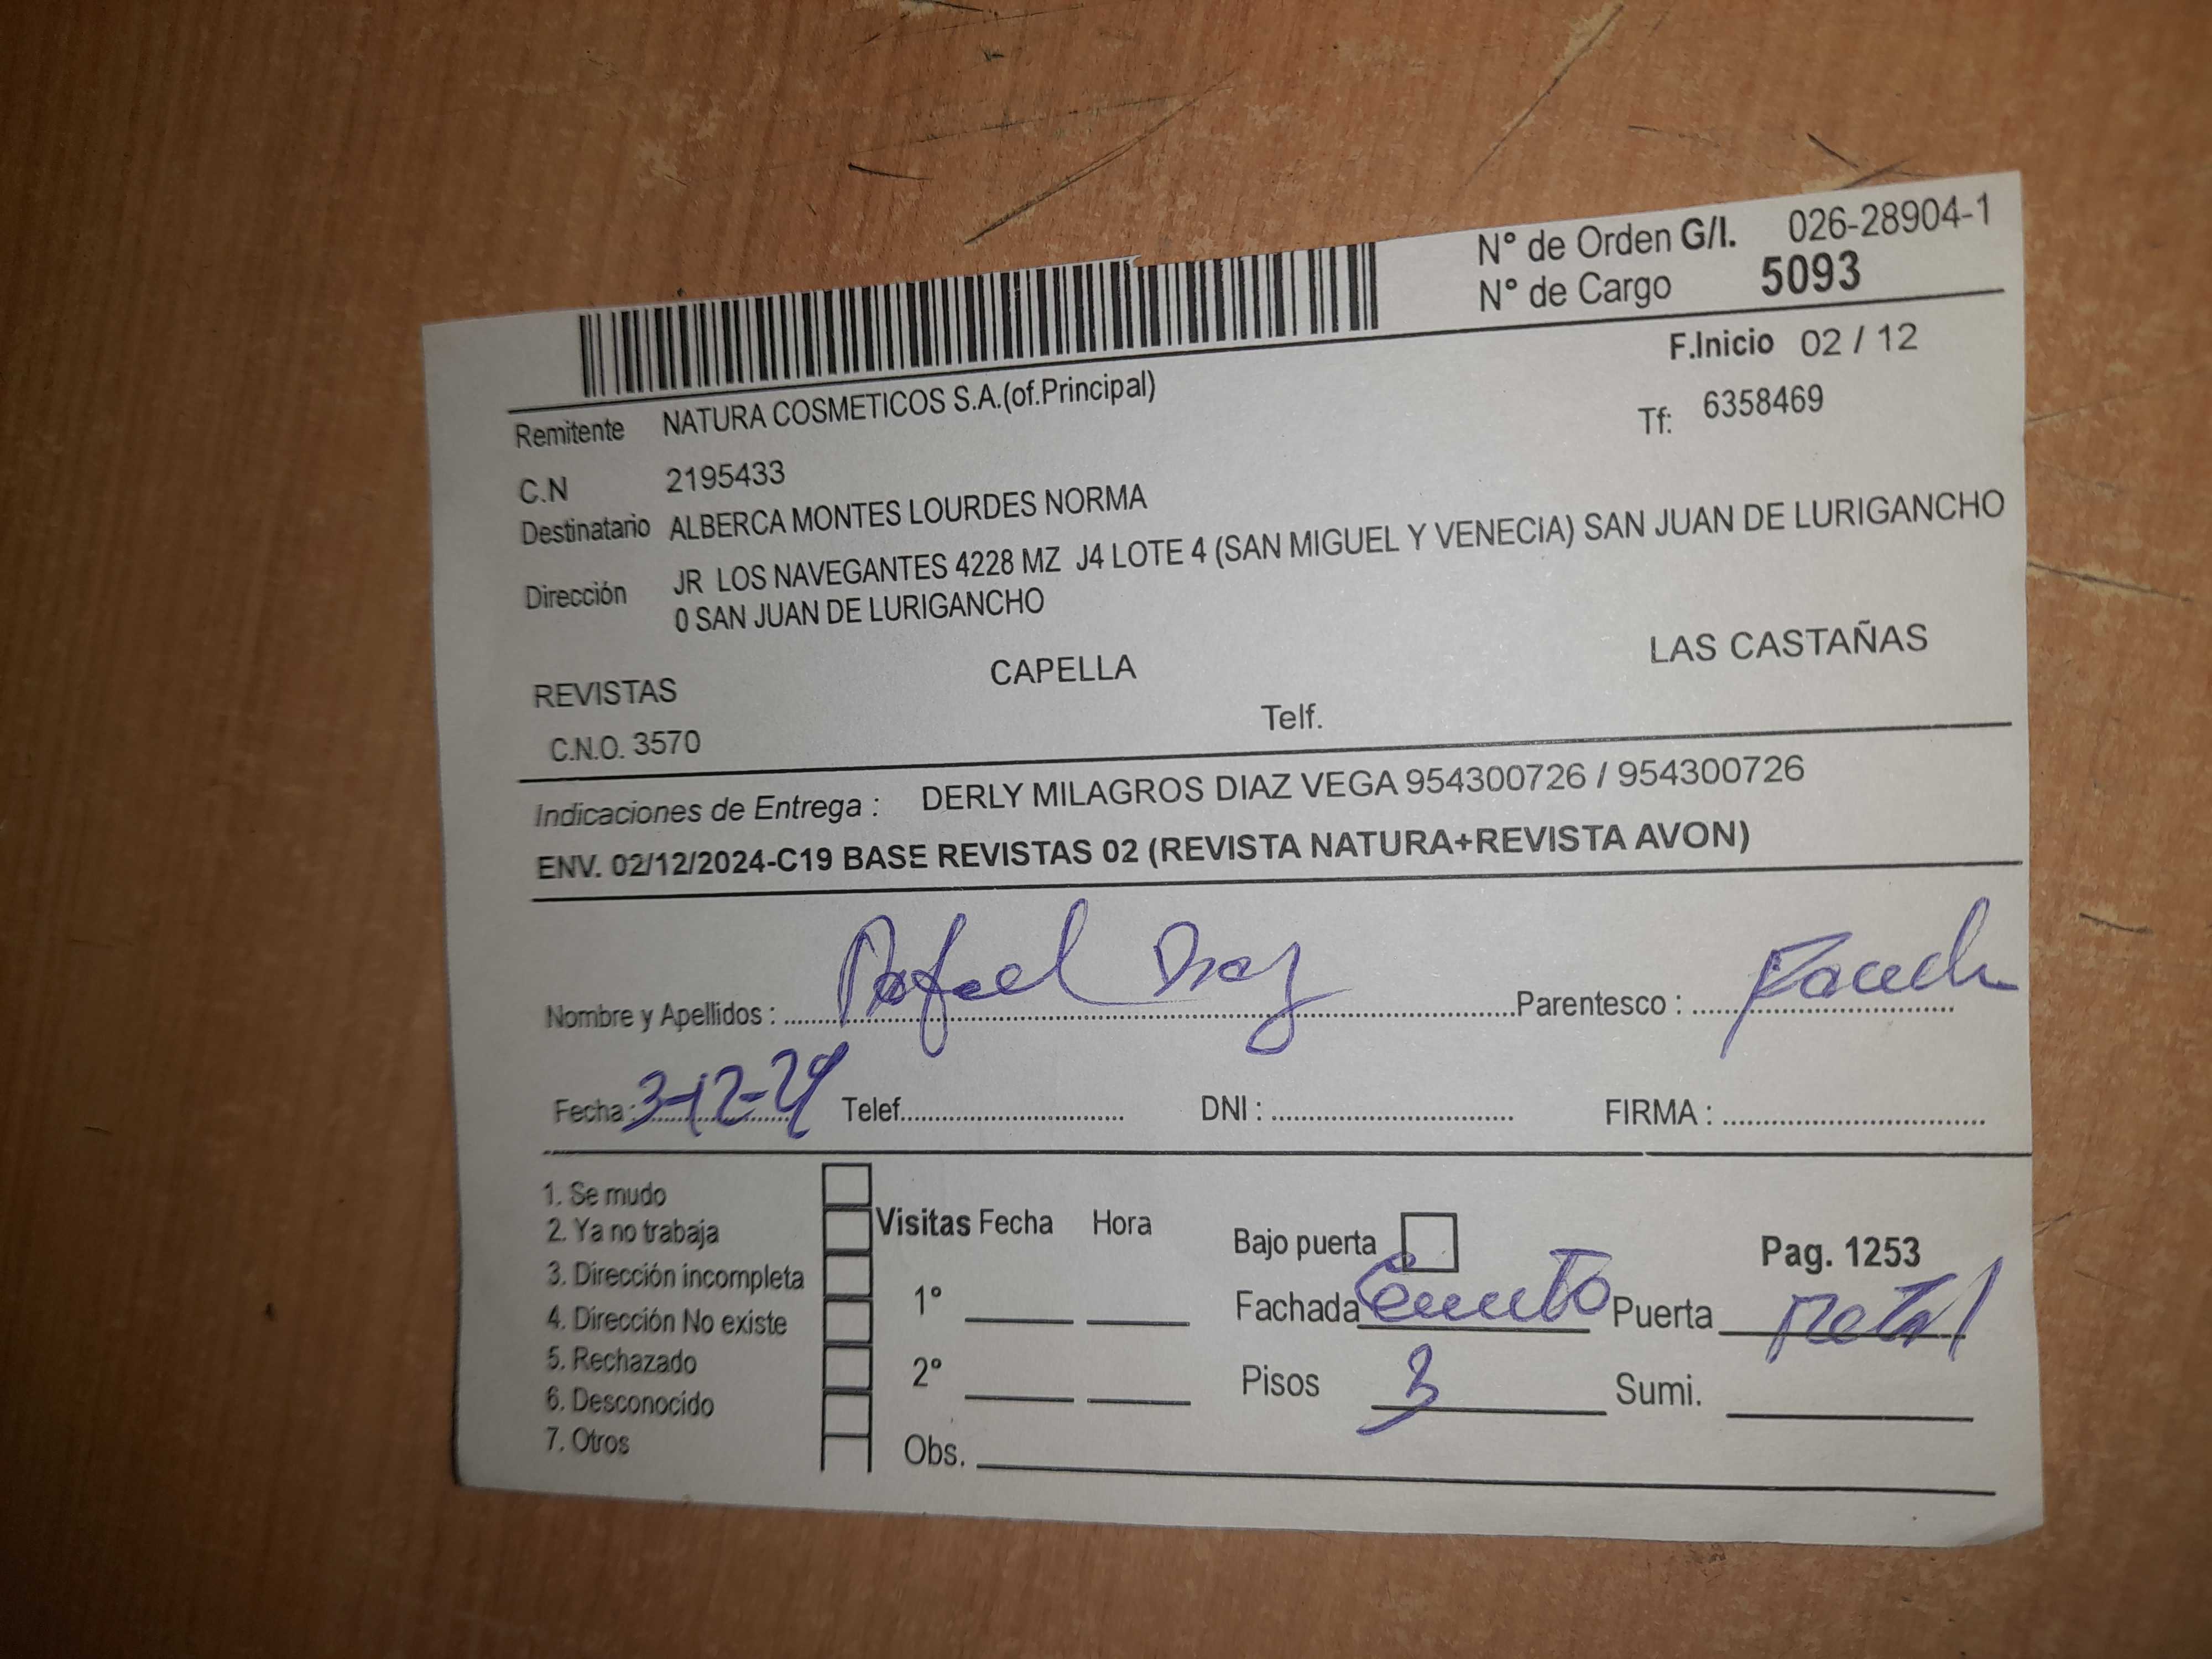 N° de Orden G/I. 026-28904-1
N° de Cargo 5093
F.Inicio 02 / 12
Remitente NATURA COSMETICOS S.A.(of.Principal)
Tf: 6358469
C.N 2195433
Destinatario ALBERCA MONTES LOURDES NORMA
Dirección JR LOS NAVEGANTES 4228 MZ J4 LOTE 4 (SAN MIGUEL Y VENECIA) SAN JUAN DE LURIGANCHO
0 SAN JUAN DE LURIGANCHO
REVISTAS CAPELLA LAS CASTAÑAS
C.N.O. 3570 Telf.
Indicaciones de Entrega : DERLY MILAGROS DIAZ VEGA 954300726 / 954300726
ENV. 02/12/2024-C19 BASE REVISTAS 02 (REVISTA NATURA+REVISTA AVON)
Nombre y Apellidos : Rafael Diaz Parentesco :
Fecha : 3-12-24 Telef. DNI : FIRMA :
1. Se mudo
2. Ya no trabaja
3. Dirección incompleta
4. Dirección No existe
5. Rechazado
6. Desconocido
7. Otros
Visitas Fecha Hora
1°
2°
Obs.
Bajo puerta Pag. 1253
Fachada Cemento Puerta Metal
Pisos 3 Sumi.